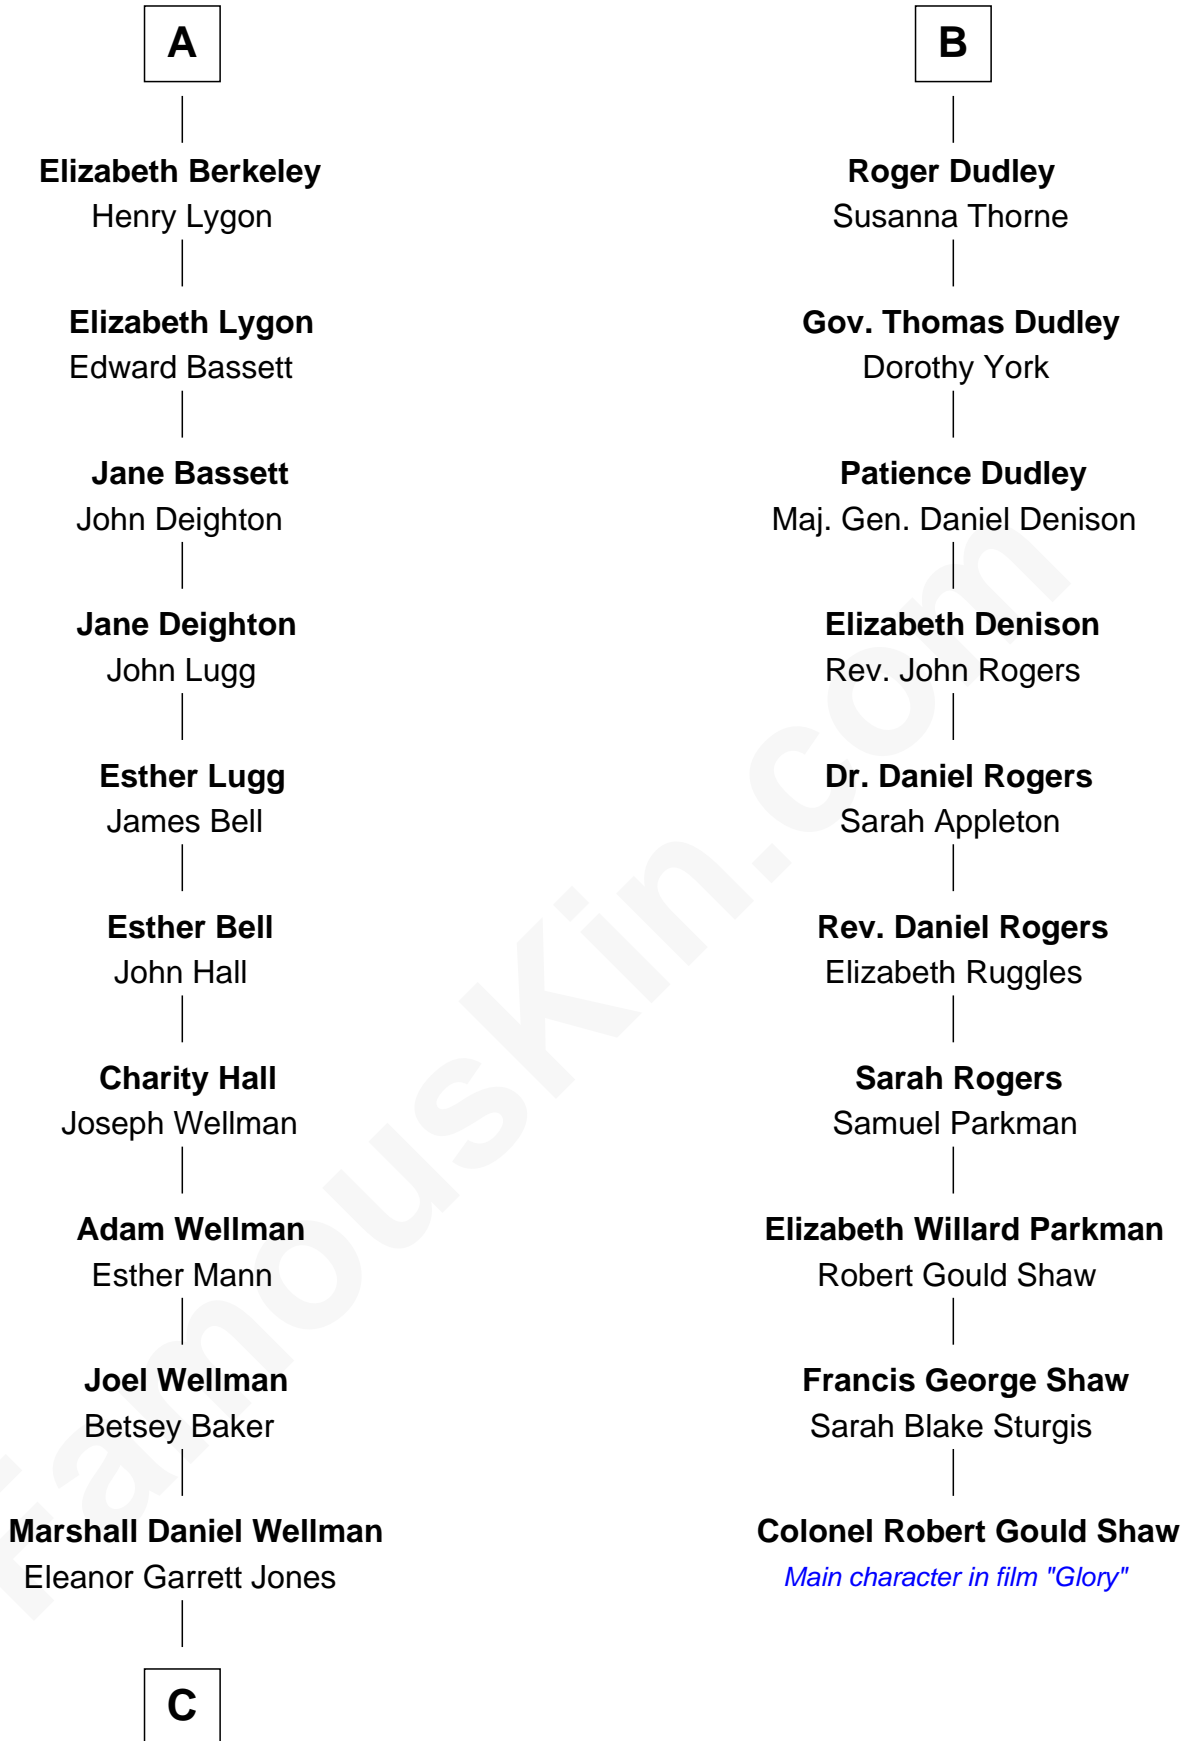 A
Elizabeth Berkeley
Henry Lygon
Elizabeth Lygon
Edward Bassett
Jane Bassett
John Deighton
Jane Deighton
John Lugg
Esther Lugg
James Bell
Esther Bell
John Hall
Charity Hall
Joseph Wellman
Adam Wellman
Esther Mann
Joel Wellman
Betsey Baker
Marshall Daniel Wellman
Eleanor Garrett Jones
C
B
Roger Dudley
Susanna Thorne
Gov. Thomas Dudley
Dorothy York
Patience Dudley
Maj. Gen. Daniel Denison
Elizabeth Denison
Rev. John Rogers
Dr. Daniel Rogers
Sarah Appleton
Rev. Daniel Rogers
Elizabeth Ruggles
Sarah Rogers
Samuel Parkman
Elizabeth Willard Parkman
Robert Gould Shaw
Francis George Shaw
Sarah Blake Sturgis
Colonel Robert Gould Shaw
Main character in film "Glory"
FamousKin.com